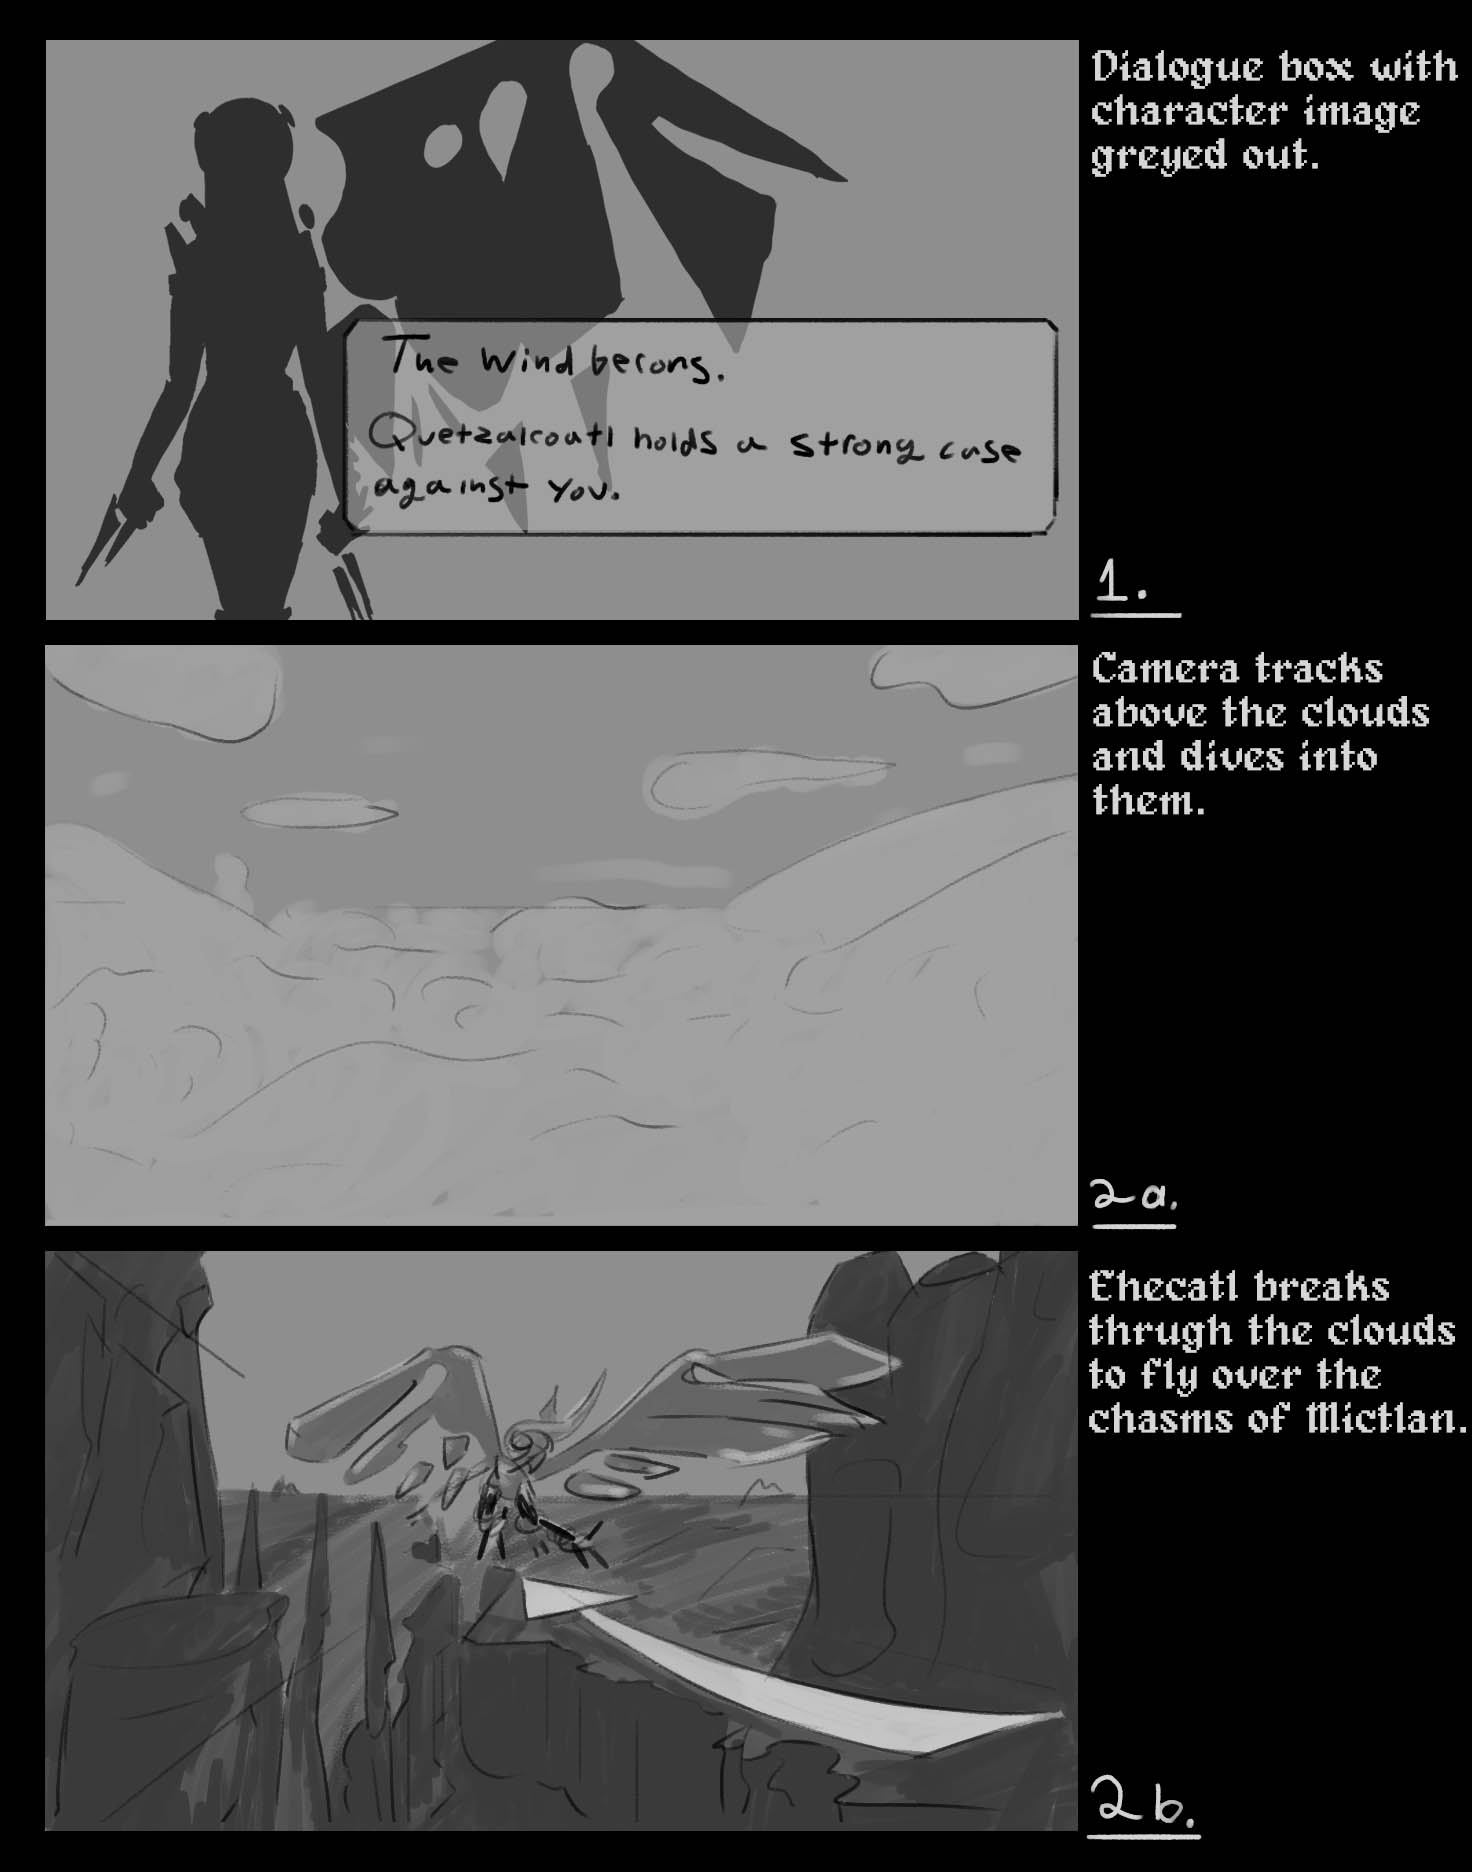 Dialogue box with
character image
greyed out.
The Wind becons.
Quetzalcoatl holds a strong case
against you.
1.
Camera tracks
above the clouds
and dives into
them.
2a.
Ehecatl breaks
thrugh the clouds
to fly over the
chasms of Mictlan.
2b.